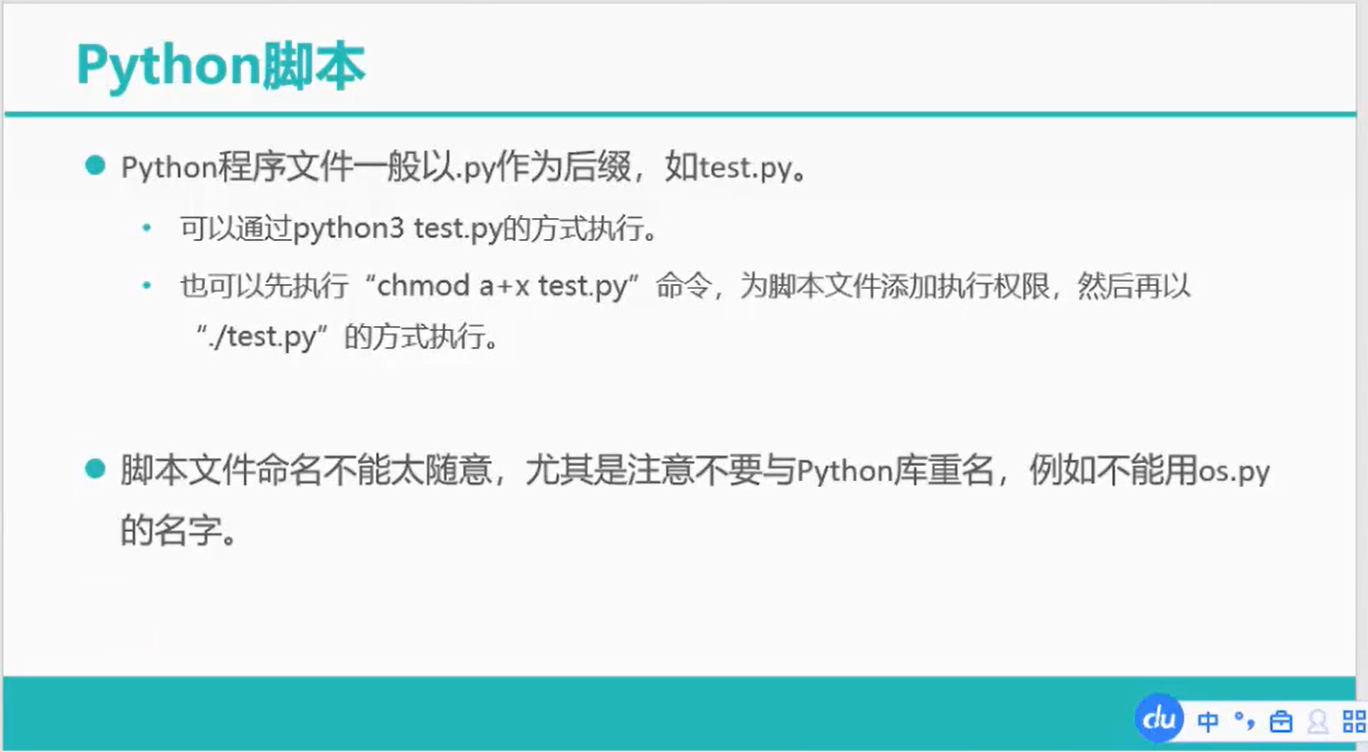 Python脚本
Python程序文件一般以.py作为后缀，如test.py。
可以通过python3 test.py的方式执行。
也可以先执行“chmod a+x test.py”命令，为脚本文件添加执行权限，然后再以
“./test.py”的方式执行。
脚本文件命名不能太随意，尤其是注意不要与Python库重名，例如不能用os.py
的名字。
du 中